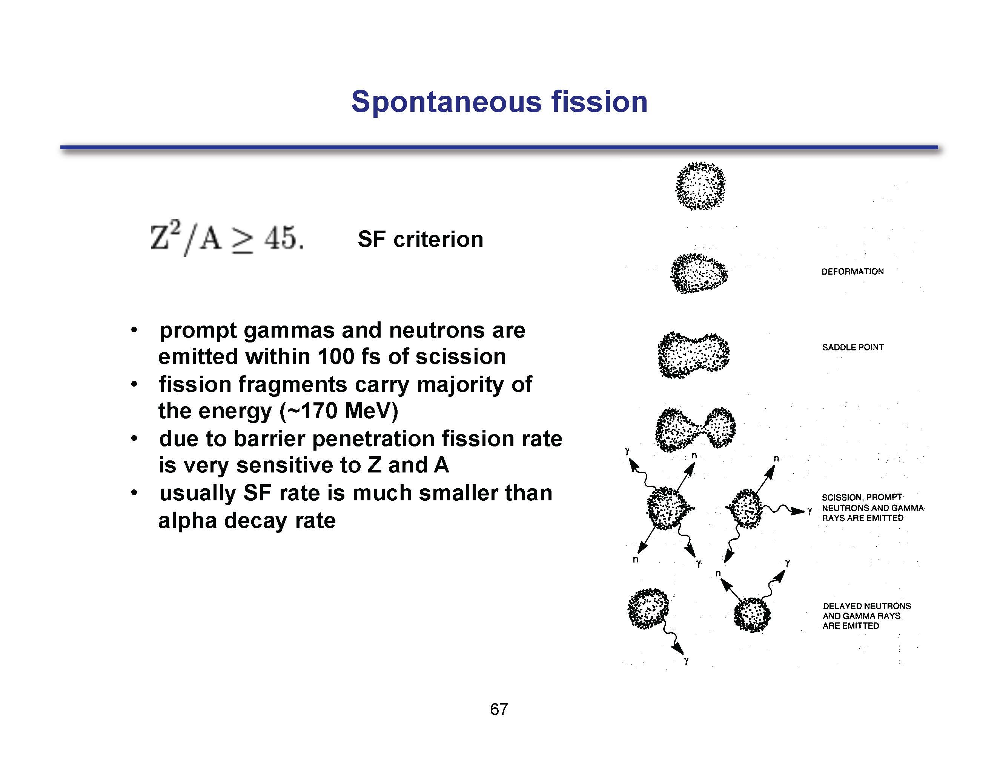 Spontaneous fission
Z²/A ≥ 45.
SF criterion
• prompt gammas and neutrons are
emitted within 100 fs of scission
• fission fragments carry majority of
the energy (~170 MeV)
• due to barrier penetration fission rate
is very sensitive to Z and A
• usually SF rate is much smaller than
alpha decay rate
DEFORMATION
SADDLE POINT
γ
n
n
SCISSION, PROMPT
NEUTRONS AND GAMMA
RAYS ARE EMITTED
γ
n
γ
n
γ
DELAYED NEUTRONS
AND GAMMA RAYS
ARE EMITTED
γ
67